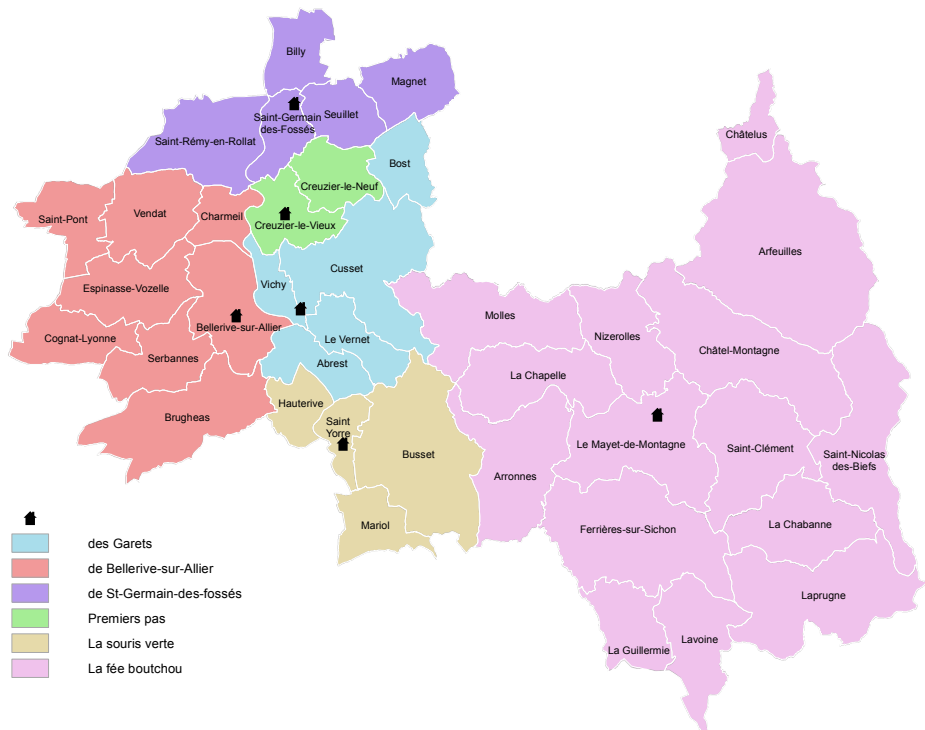 Billy
Magnet
Saint-Germain
des-Fossés
Seuillet
Saint-Rémy-en-Rollat
Châtelus
Bost
Creuzier-le-Neuf
Saint-Pont
Vendat
Charmeil
Creuzier-le-Vieux
Arfeuilles
Cusset
Vichy
Espinasse-Vozelle
Molles
Bellerive-sur-Allier
Nizerolles
Cognat-Lyonne
Le Vernet
Châtel-Montagne
Serbannes
Abrest
La Chapelle
Hauterive
Brugheas
Saint
Yorre
Le Mayet-de-Montagne
Saint-Clément
Busset
Arronnes
Saint-Nicolas
des-Biefs
Mariol
Ferrières-sur-Sichon
La Chabanne
Laprugne
La Guillermie
Lavoine
des Garets
de Bellerive-sur-Allier
de St-Germain-des-fossés
Premiers pas
La souris verte
La fée boutchou